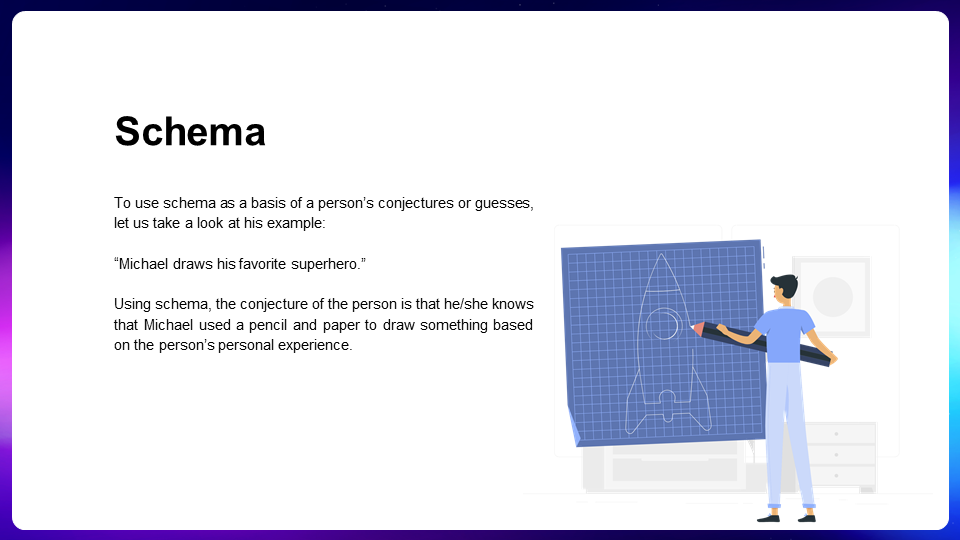 Schema
To use schema as a basis of a person’s conjectures or guesses,
let us take a look at his example:
“Michael draws his favorite superhero.”
Using schema, the conjecture of the person is that he/she knows
that Michael used a pencil and paper to draw something based
on the person’s personal experience.